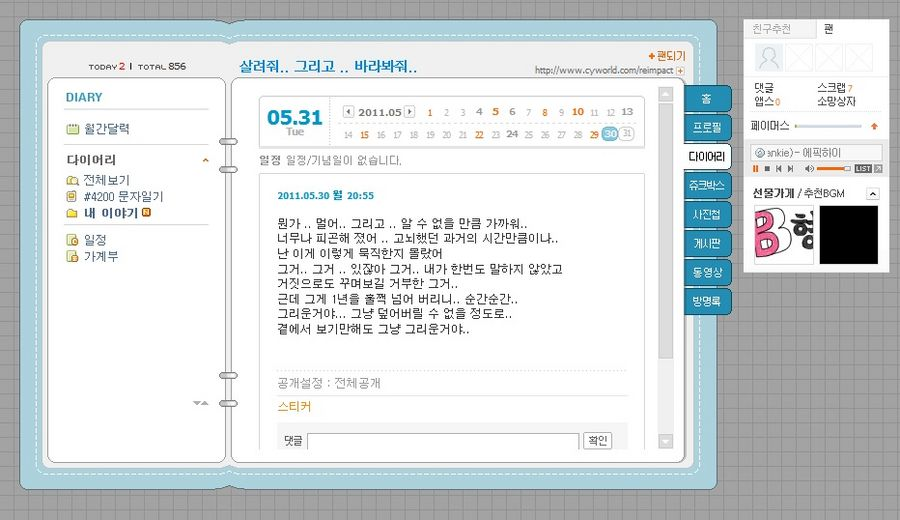 TODAY 2 | TOTAL 856
살려줘.. 그리고 .. 바라봐줘..
+팬되기
http://www.cyworld.com/reimpact
DIARY
월간달력
다이어리
전체보기
#4200 문자일기
내 이야기 N
일정
가계부
05.31
Tue
2011.05
1 2 3 4 5 6 7 8 9 10 11 12 13
14 15 16 17 18 19 20 21 22 23 24 25 26 27 28 29 30 31
일정 일정/기념일이 없습니다.
2011.05.30 월 20:55
뭔가 .. 멀어.. 그리고 .. 알 수 없을 만큼 가까워..
너무나 피곤해 졌어 .. 고뇌했던 과거의 시간만큼이나..
난 이게 이렇게 묵직한지 몰랐어
그거.. 그거 .. 있잖아 그거.. 내가 한번도 말하지 않았고
거짓으로도 꾸며보길 거부한 그거..
근데 그게 1년을 훌쩍 넘어 버리니.. 순간순간..
그리운거야... 그냥 덮어버릴 수 없을 정도로..
곁에서 보기만해도 그냥 그리운거야..
공개설정 : 전체공개
스티커
댓글
확인
홈
프로필
다이어리
쥬크박스
사진첩
게시판
동영상
방명록
친구추천
팬
댓글
스크랩 7
앱스 0
소망상자
페이머스
ankie) - 에픽하이
LIST
선물가게 / 추천BGM
B형